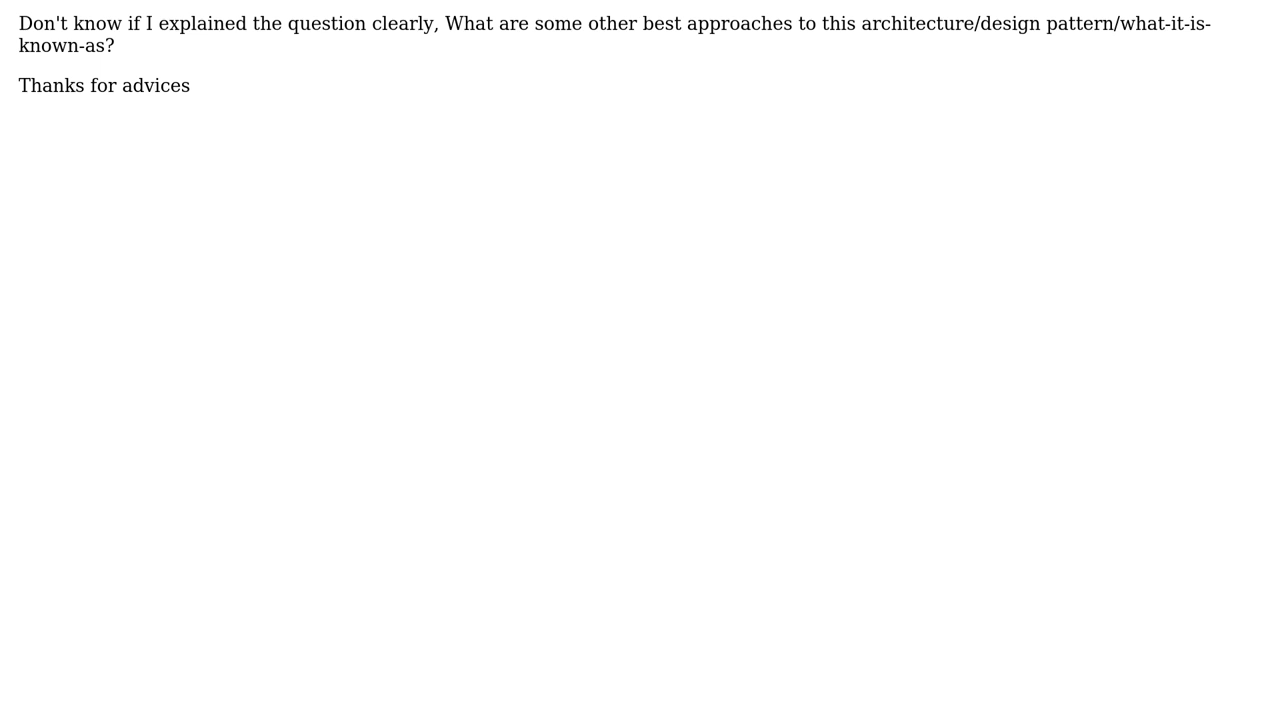 Don't know if I explained the question clearly, What are some other best approaches to this architecture/design pattern/what-it-is-
known-as?
Thanks for advices